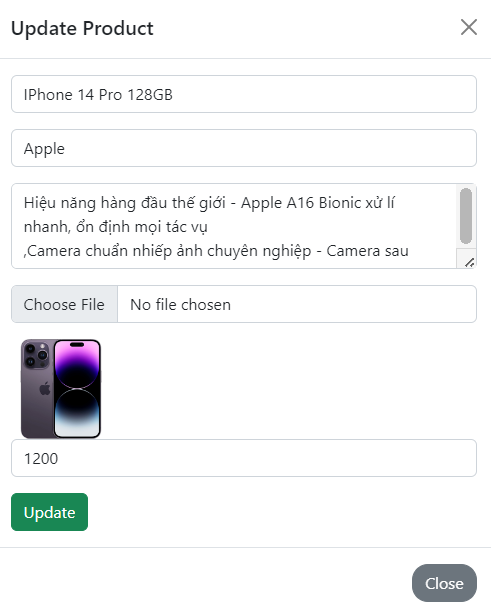 Update Product
IPhone 14 Pro 128GB
Apple
Hiệu năng hàng đầu thế giới - Apple A16 Bionic xử lí
nhanh, ổn định mọi tác vụ
,Camera chuẩn nhiếp ảnh chuyên nghiệp - Camera sau
Choose File No file chosen
1200
Update
Close